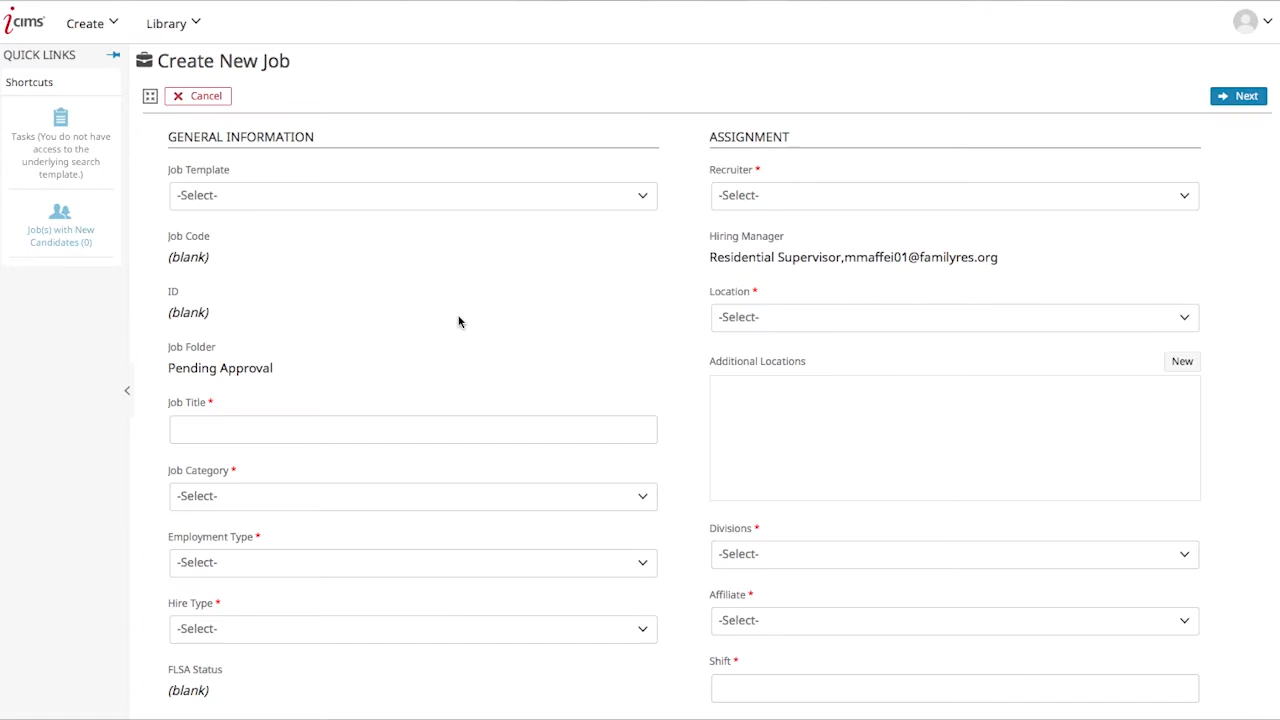 iCIMS
Create
Library
QUICK LINKS
Shortcuts
Tasks (You do not have
access to the
underlying search
template.)
Job(s) with New
Candidates (0)
Create New Job
Cancel
Next
GENERAL INFORMATION
Job Template
-Select-
Job Code
(blank)
ID
(blank)
Job Folder
Pending Approval
Job Title *
Job Category *
-Select-
Employment Type *
-Select-
Hire Type *
-Select-
FLSA Status
(blank)
ASSIGNMENT
Recruiter *
-Select-
Hiring Manager
Residential Supervisor,mmaffei01@familyres.org
Location *
-Select-
Additional Locations
New
Divisions *
-Select-
Affiliate *
-Select-
Shift *